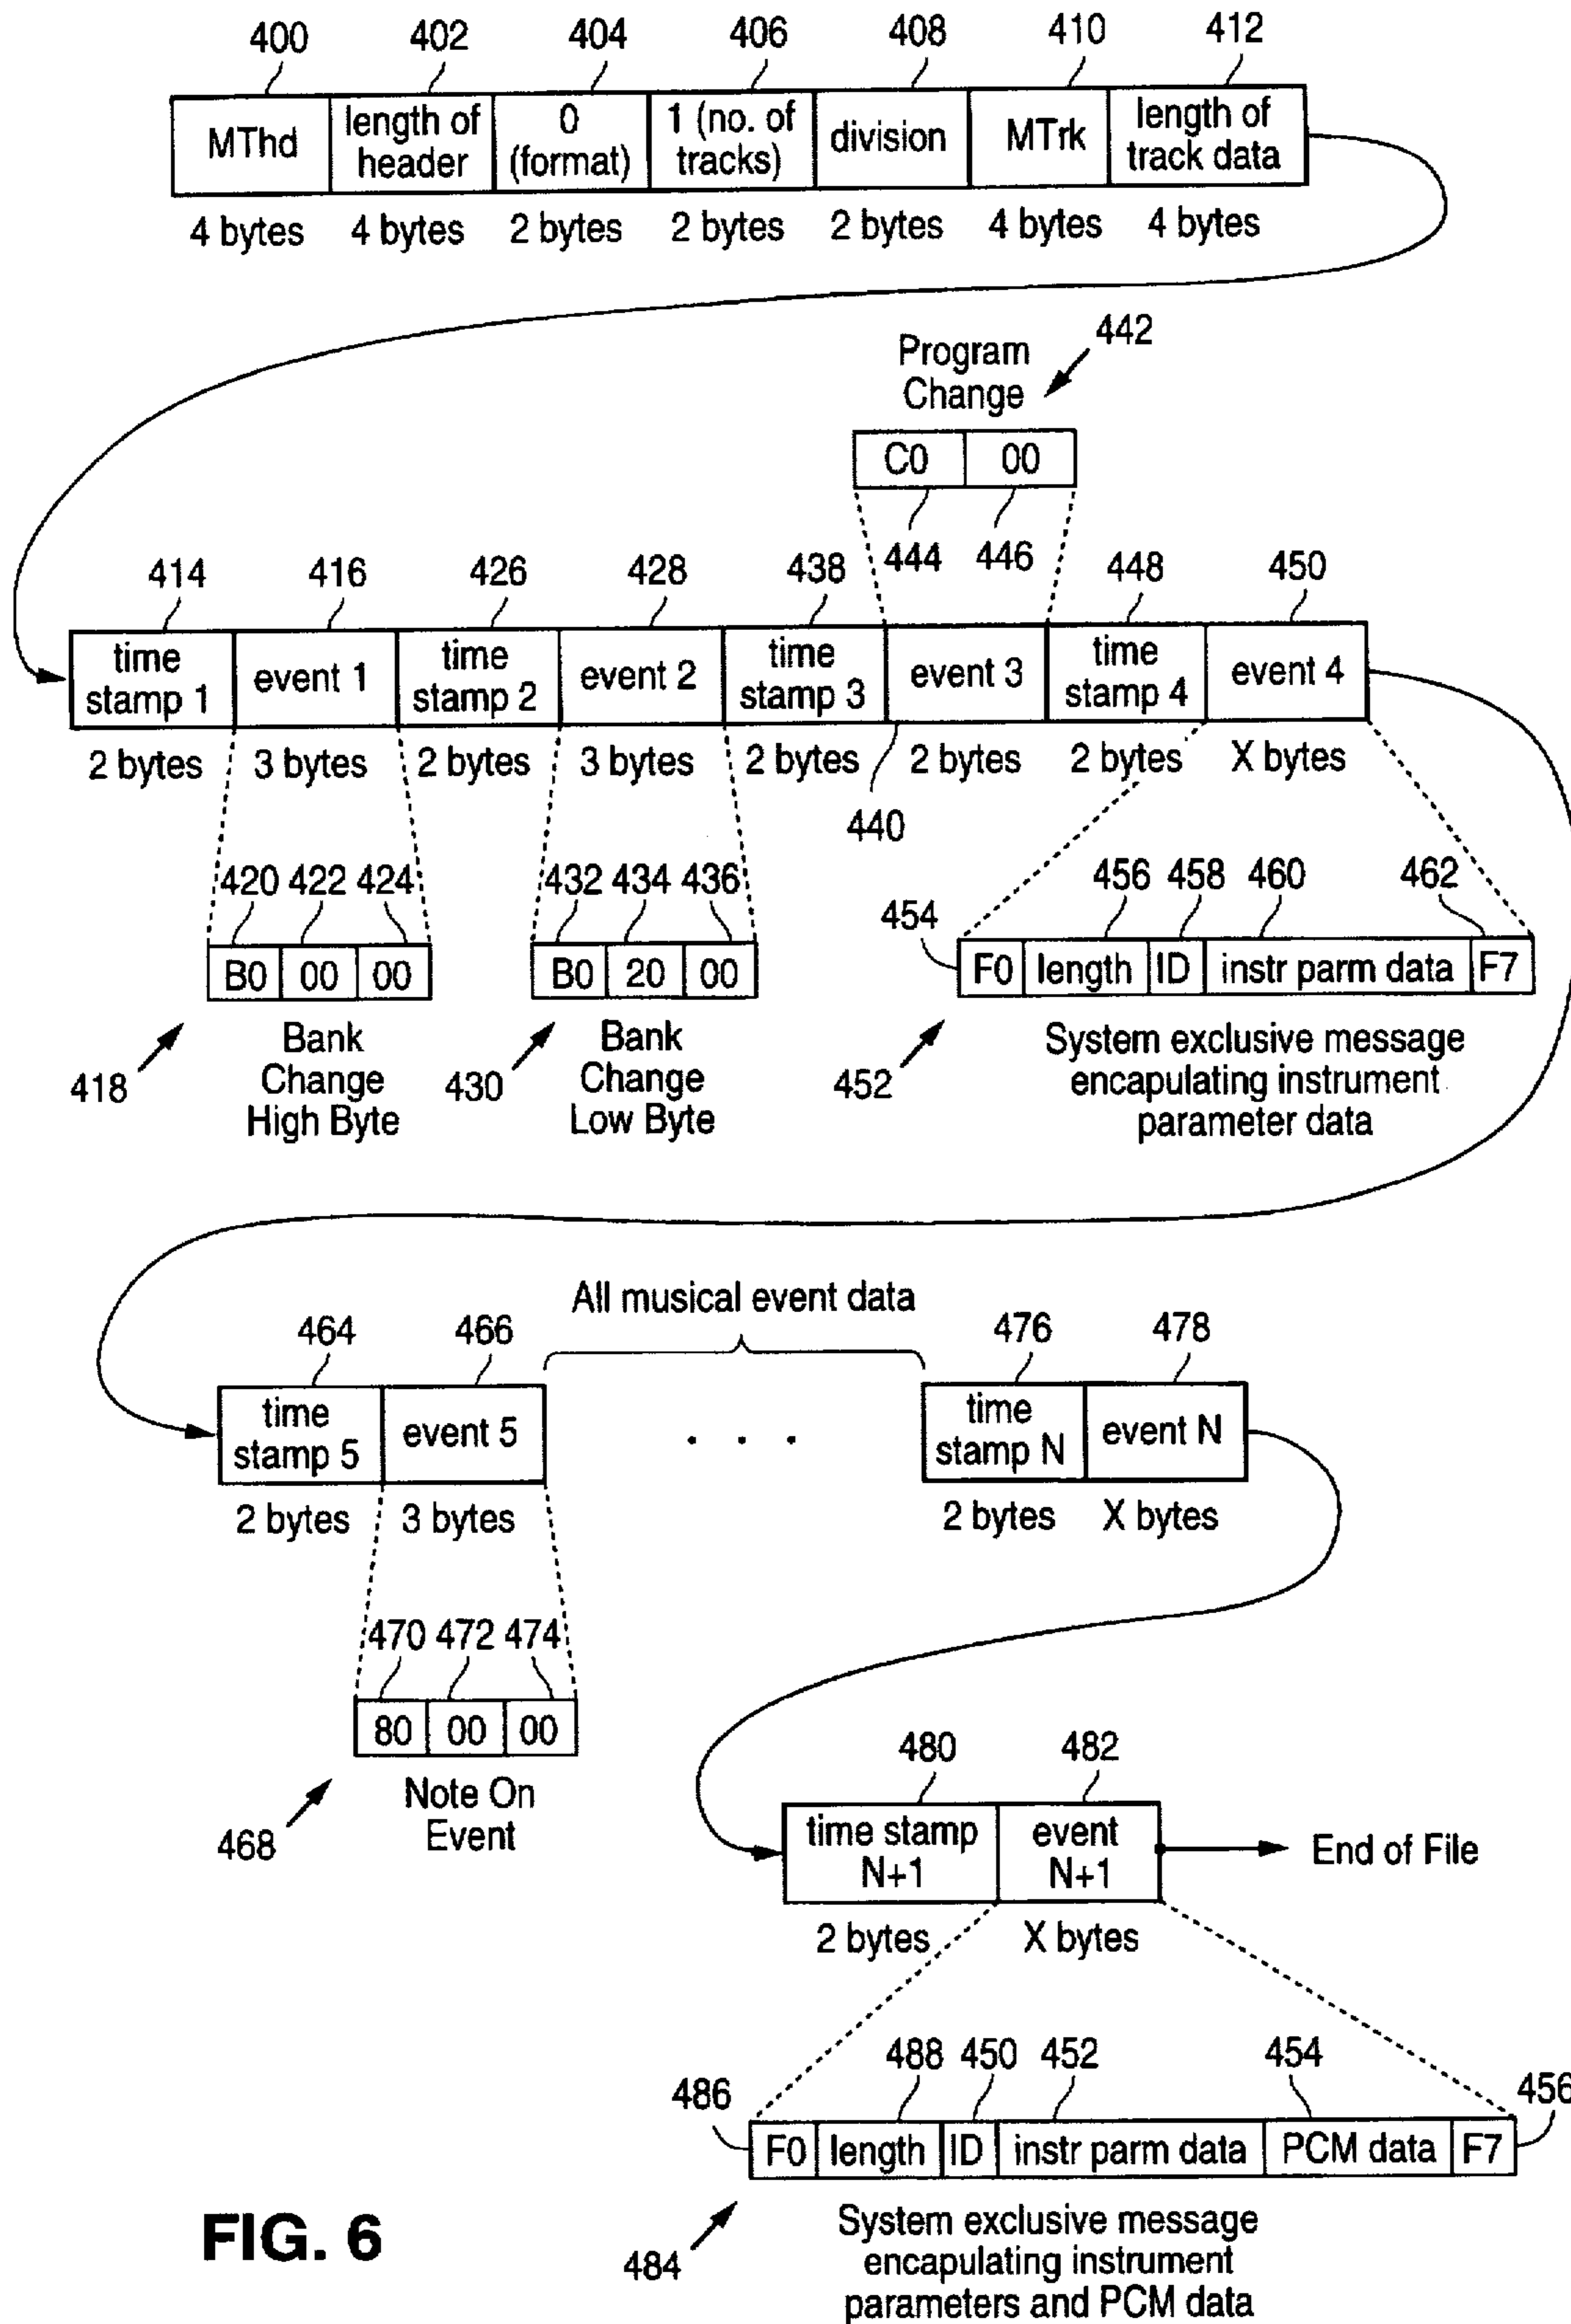 400 402 404 406 408 410 412
MThd
length of
header
0
(format)
1 (no. of
tracks)
division
MTrk
length of
track data
4 bytes 4 bytes 2 bytes 2 bytes 2 bytes 4 bytes 4 bytes
442
Program
Change
C0 00
444 446
414 416 426 428 438 448 450
time
stamp 1
event 1
time
stamp 2
event 2
time
stamp 3
event 3
time
stamp 4
event 4
2 bytes 3 bytes 2 bytes 3 bytes 2 bytes 2 bytes 2 bytes X bytes
440
420 422 424
B0 00 00
418
Bank
Change
High Byte
432 434 436
B0 20 00
430
Bank
Change
Low Byte
454 456 458 460 462
F0 length ID instr parm data F7
452
System exclusive message
encapulating instrument
parameter data
All musical event data
464 466 476 478
time
stamp 5
event 5
. . .
time
stamp N
event N
2 bytes 3 bytes 2 bytes X bytes
470 472 474
80 00 00
468
Note On
Event
480 482
time stamp
N+1
event
N+1
End of File
2 bytes X bytes
486 488 450 452 454 456
F0 length ID instr parm data PCM data F7
484
System exclusive message
encapulating instrument
parameters and PCM data
FIG. 6